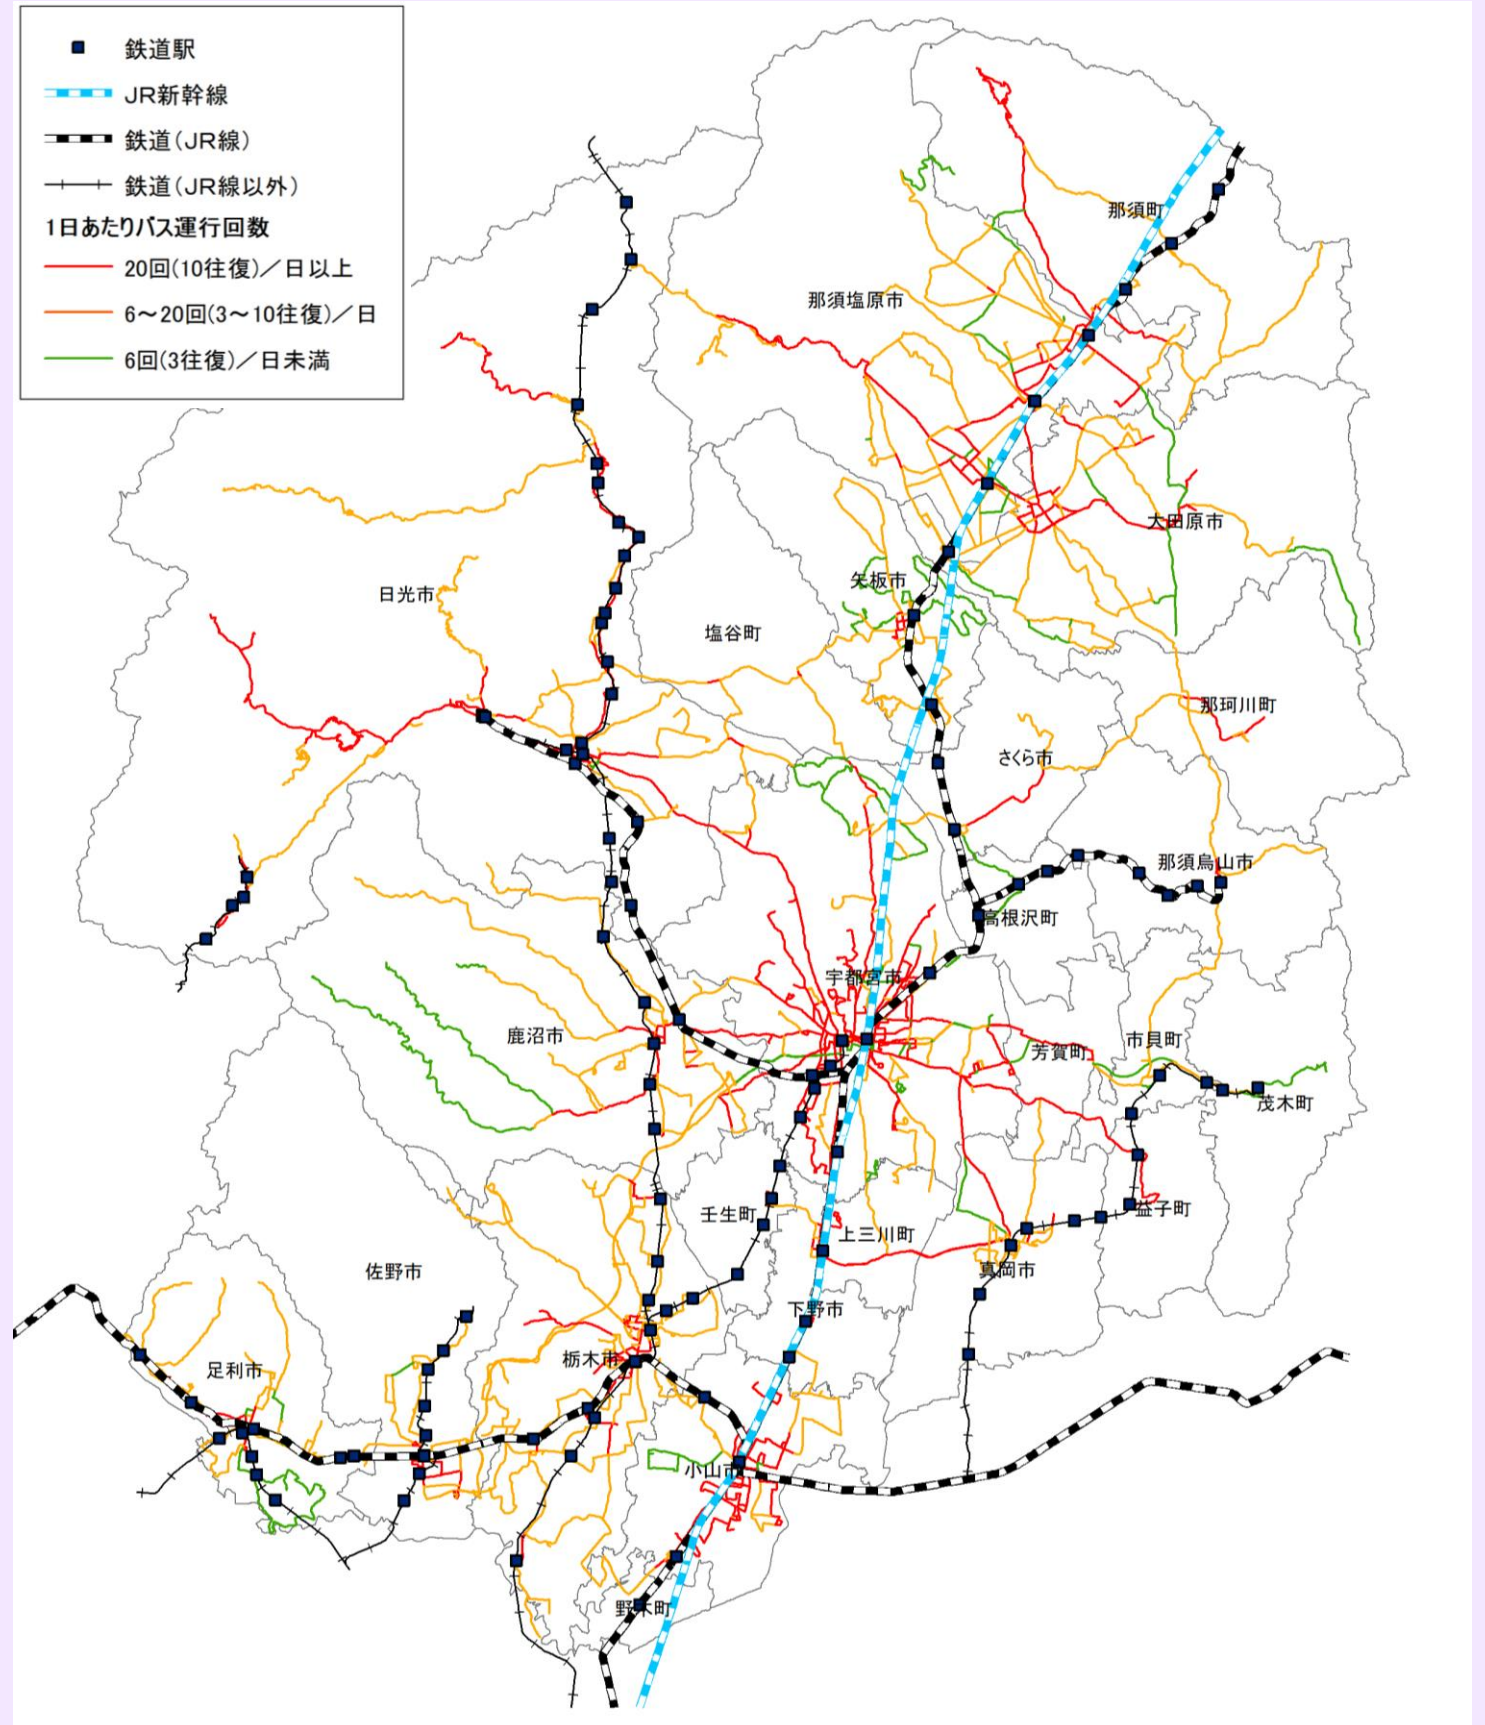 鉄道駅
JR新幹線
鉄道(JR線)
鉄道(JR線以外)
1日あたりバス運行回数
20回(10往復)/日以上
6~20回(3~10往復)/日
6回(3往復)/日未満
那須町
那須塩原市
大田原市
矢板市
日光市
塩谷町
那珂川町
さくら市
那須烏山市
高根沢町
宇都宮市
鹿沼市
市貝町
芳賀町
茂木町
益子町
壬生町
上三川町
真岡市
佐野市
下野市
栃木市
足利市
小山市
野木町